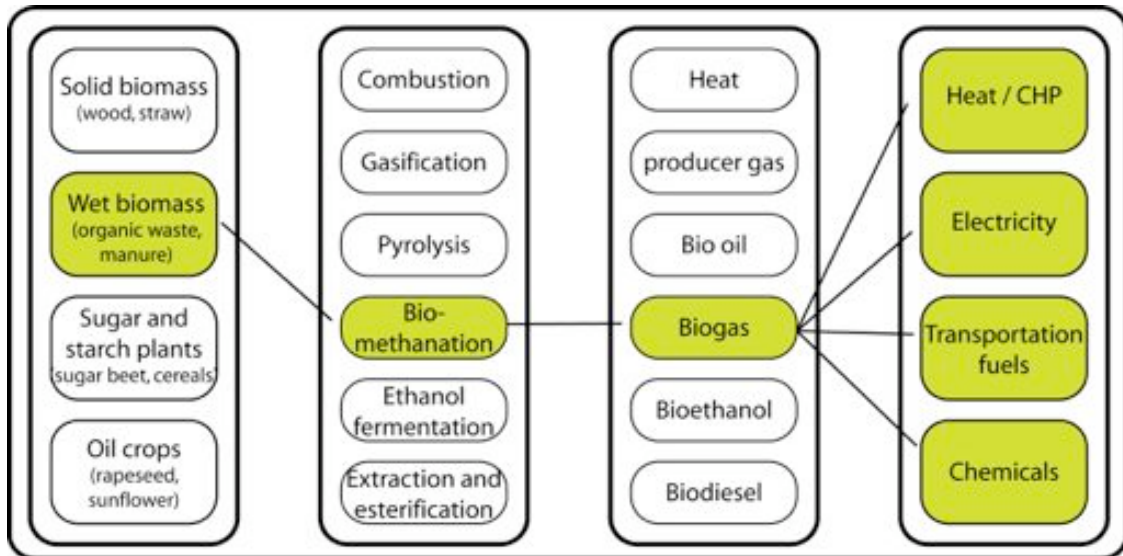 Solid biomass
(wood, straw)
Wet biomass
(organic waste,
manure)
Sugar and
starch plants
sugar beet, cereals)
Oil crops
(rapeseed,
sunflower)
Combustion
Gasification
Pyrolysis
Bio-
methanation
Ethanol
fermentation
Extraction and
esterification
Heat
producer gas
Bio oil
Biogas
Bioethanol
Biodiesel
Heat / CHP
Electricity
Transportation
fuels
Chemicals